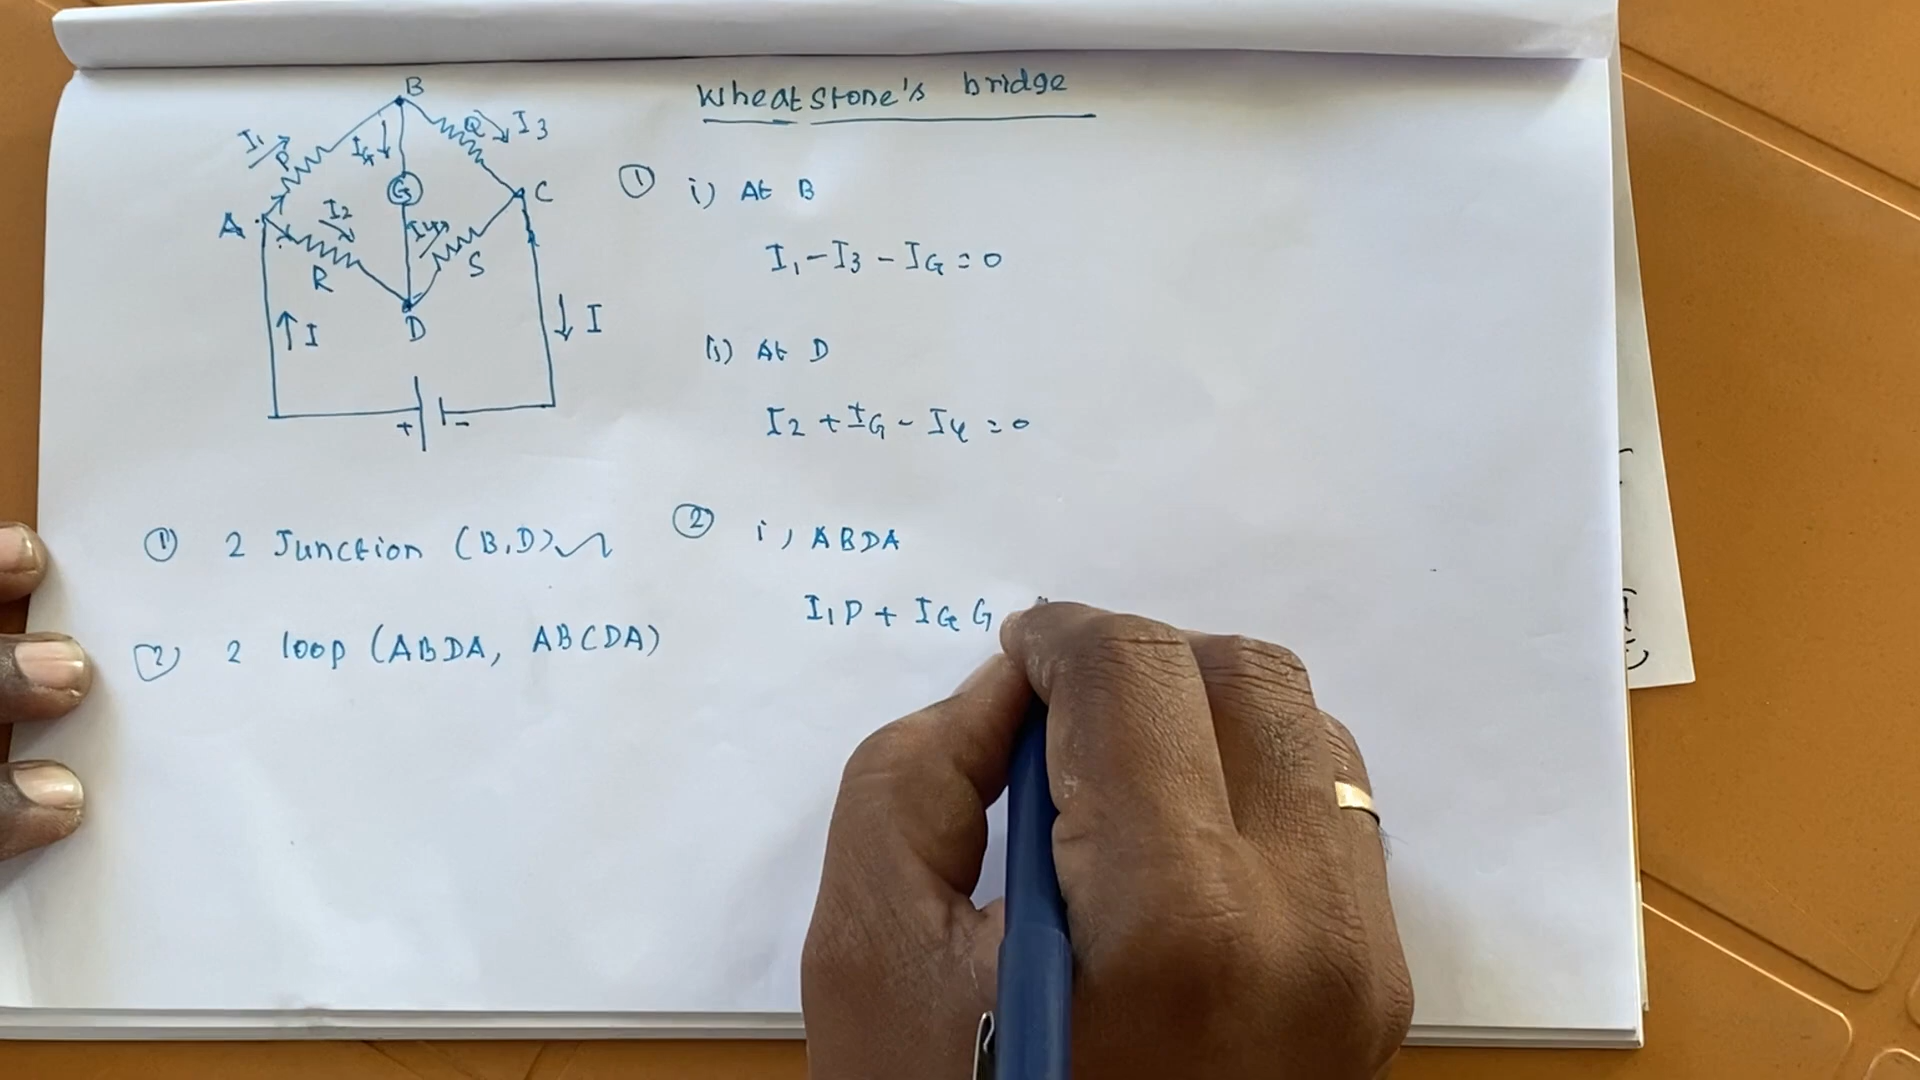 Wheatstone's bridge
B
I1
P
IG
Q
I3
G
A
I2
I4
C
R
S
D
↑ I
↓ I
+ -
① i) At B
I1 - I3 - IG = 0
ii) At D
I2 + IG - I4 = 0
① 2 Junction (B,D)
② 2 loop (ABDA, ABCDA)
② i) ABDA
I1P + IG G